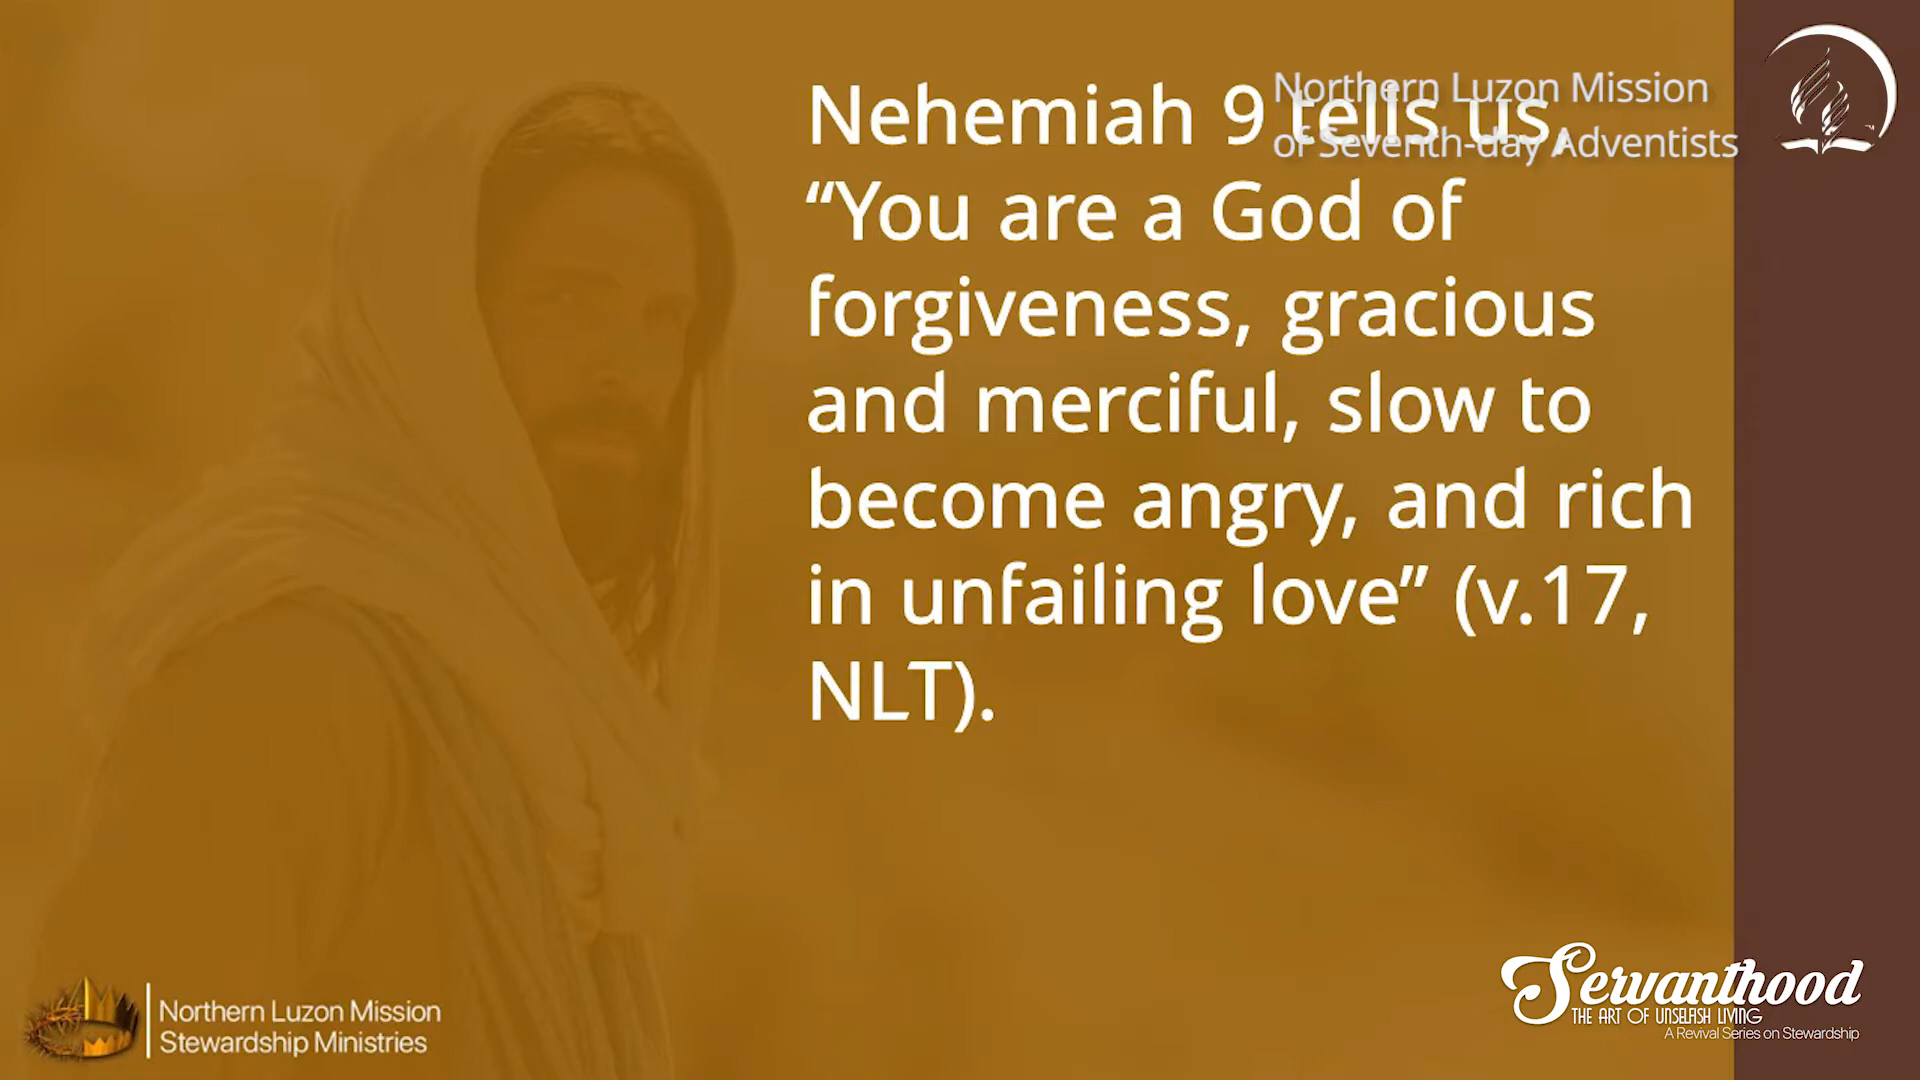 Northern Luzon Mission
of Seventh-day Adventists
Nehemiah 9 tells us,
“You are a God of
forgiveness, gracious
and merciful, slow to
become angry, and rich
in unfailing love” (v.17,
NLT).
Northern Luzon Mission
Stewardship Ministries
Servanthood
THE ART OF UNSELFISH LIVING
A Revival Series on Stewardship